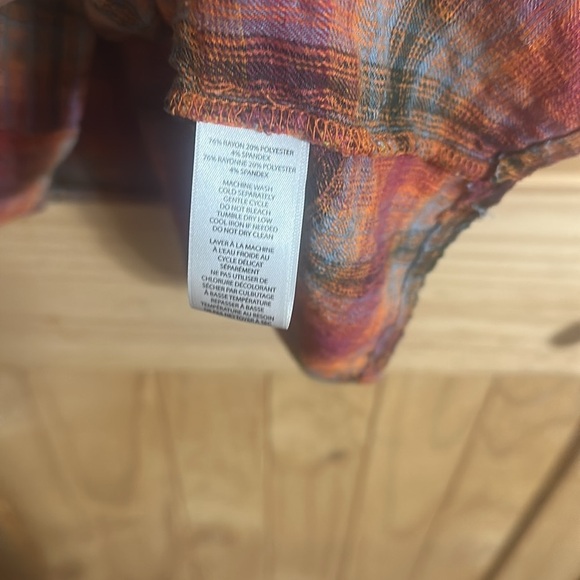 76% RAYON 20% POLYESTER
4% SPANDEX
76% RAYONNE 20% POLYESTER
4% SPANDEX
MACHINE WASH
COLD SEPARATELY
GENTLE CYCLE
DO NOT BLEACH
TUMBLE DRY LOW
COOL IRON IF NEEDED
DO NOT DRY CLEAN
LAVER À LA MACHINE
A L'EAU FROIDE AU
CYCLE DÉLICAT
SÉPARÉMENT
NE PAS UTILISER DE
CHLORURE DÉCOLORANT
SÉCHER PAR CULBUTAGE
À BASSE TEMPÉRATURE
REPASSER À BASSE
TEMPÉRATURE AU BESOIN